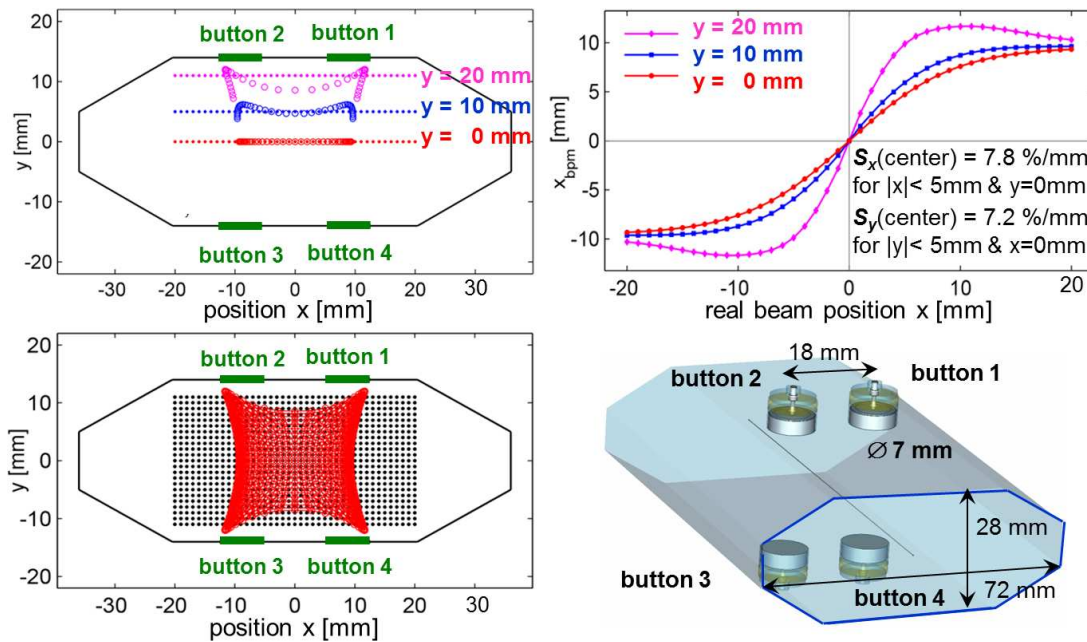 button 2 button 1
20
10
0
-10
-20
y [mm]
y = 20 mm
y = 10 mm
y = 0 mm
button 3 button 4
-30 -20 -10 0 10 20 30
position x [mm]
10
5
0
-5
-10
x_bpm [mm]
y = 20 mm
y = 10 mm
y = 0 mm
S_x(center) = 7.8 %/mm
for |x|< 5mm & y=0mm
S_y(center) = 7.2 %/mm
for |y|< 5mm & x=0mm
-20 -10 0 10 20
real beam position x [mm]
button 2 button 1
20
10
0
-10
-20
y [mm]
button 3 button 4
-30 -20 -10 0 10 20 30
position x [mm]
18 mm
button 2 button 1
∅ 7 mm
28 mm
button 3
72 mm
button 4